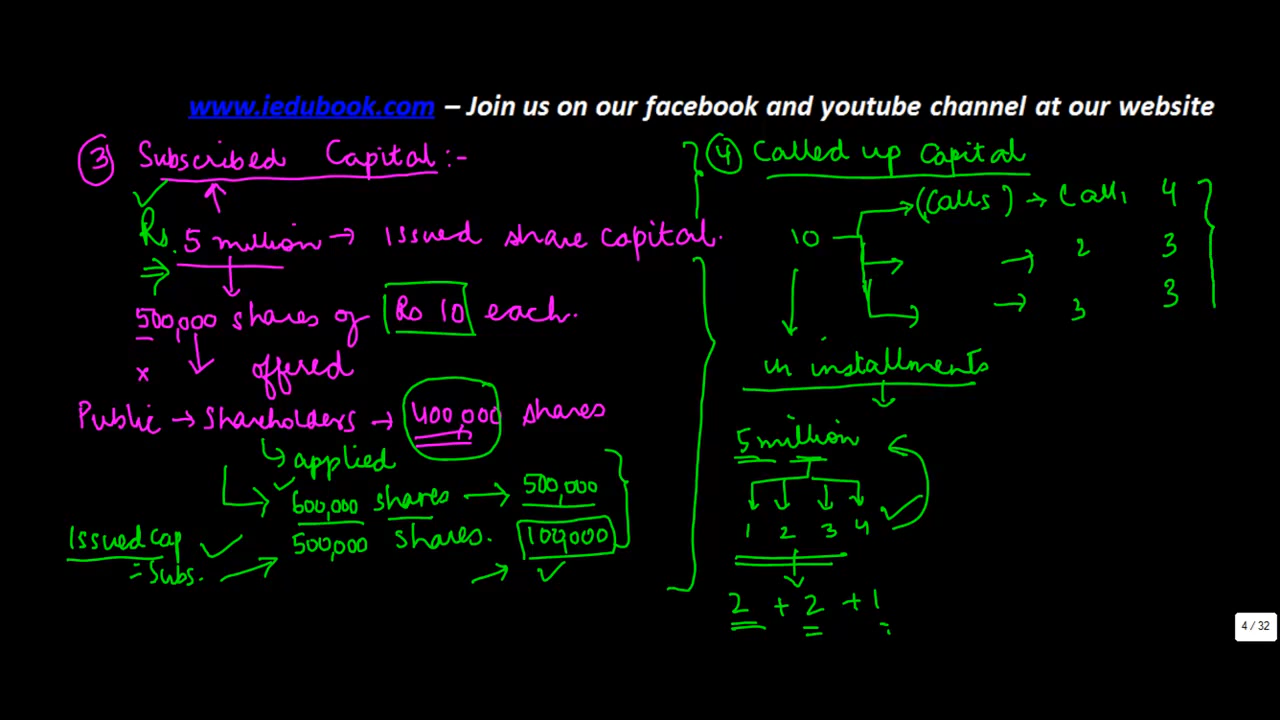 www.iedubook.com – Join us on our facebook and youtube channel at our website
③ Subscribed Capital :-
Rs. 5 million → Issued share capital.
⇒
500,000 shares of Rs 10 each.
x offered
Public → Shareholders → 400,000 shares
↳ applied
600,000 shares → 500,000
Issued Cap 500,000 shares. 100,000
= Subs.
④ Called up Capital
(Calls) → Call 1 4
10 → 2 3
→ 3 3
in installments
5 million
1 2 3 4
2 + 2 + 1
4 / 32